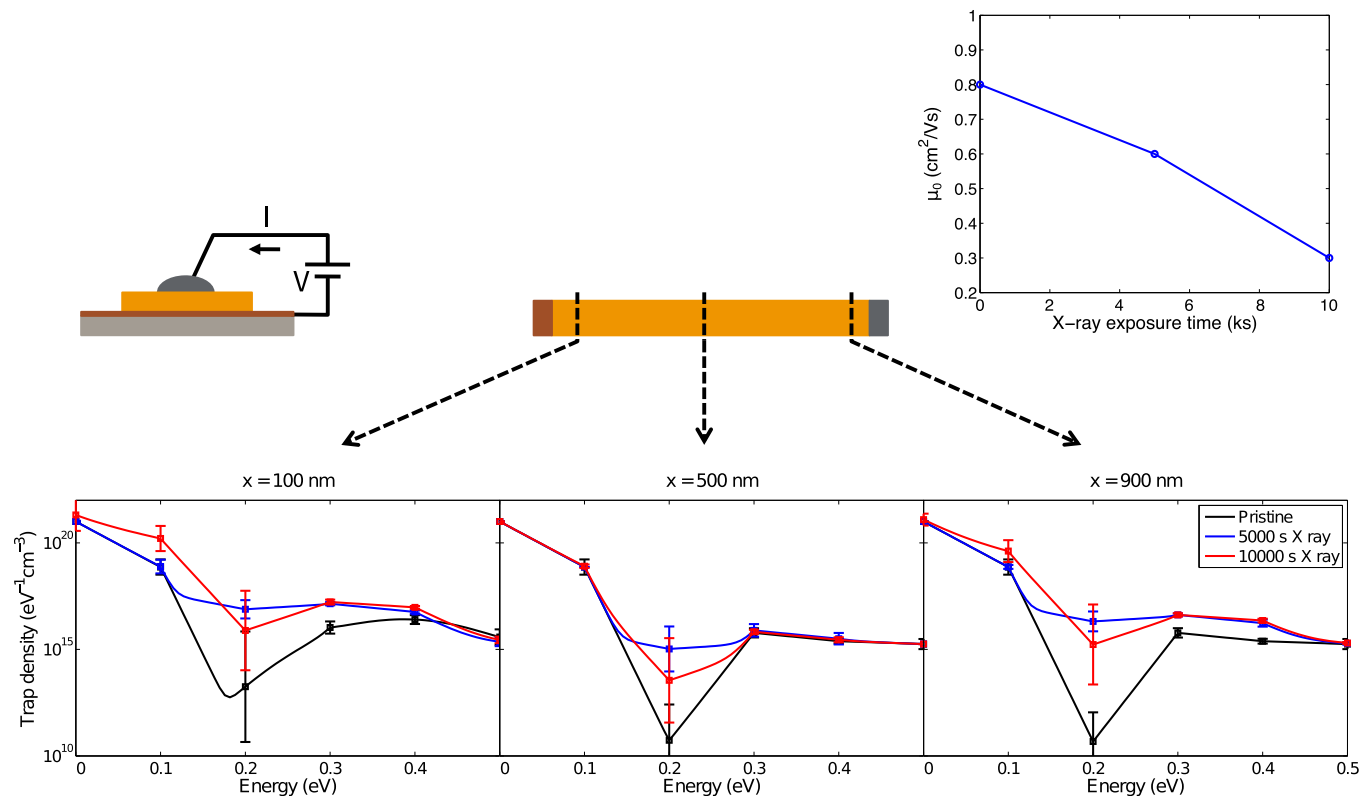 1
0.9
0.8
0.7
0.6
0.5
0.4
0.3
0.2
μ₀ (cm²/Vs)
0 2 4 6 8 10
X−ray exposure time (ks)
I
V
x = 100 nm
x = 500 nm
x = 900 nm
Pristine
5000 s X ray
10000 s X ray
Trap density (eV⁻¹cm⁻³)
10²⁰
10¹⁵
10¹⁰
0 0.1 0.2 0.3 0.4
0 0.1 0.2 0.3 0.4
0 0.1 0.2 0.3 0.4 0.5
Energy (eV)
Energy (eV)
Energy (eV)